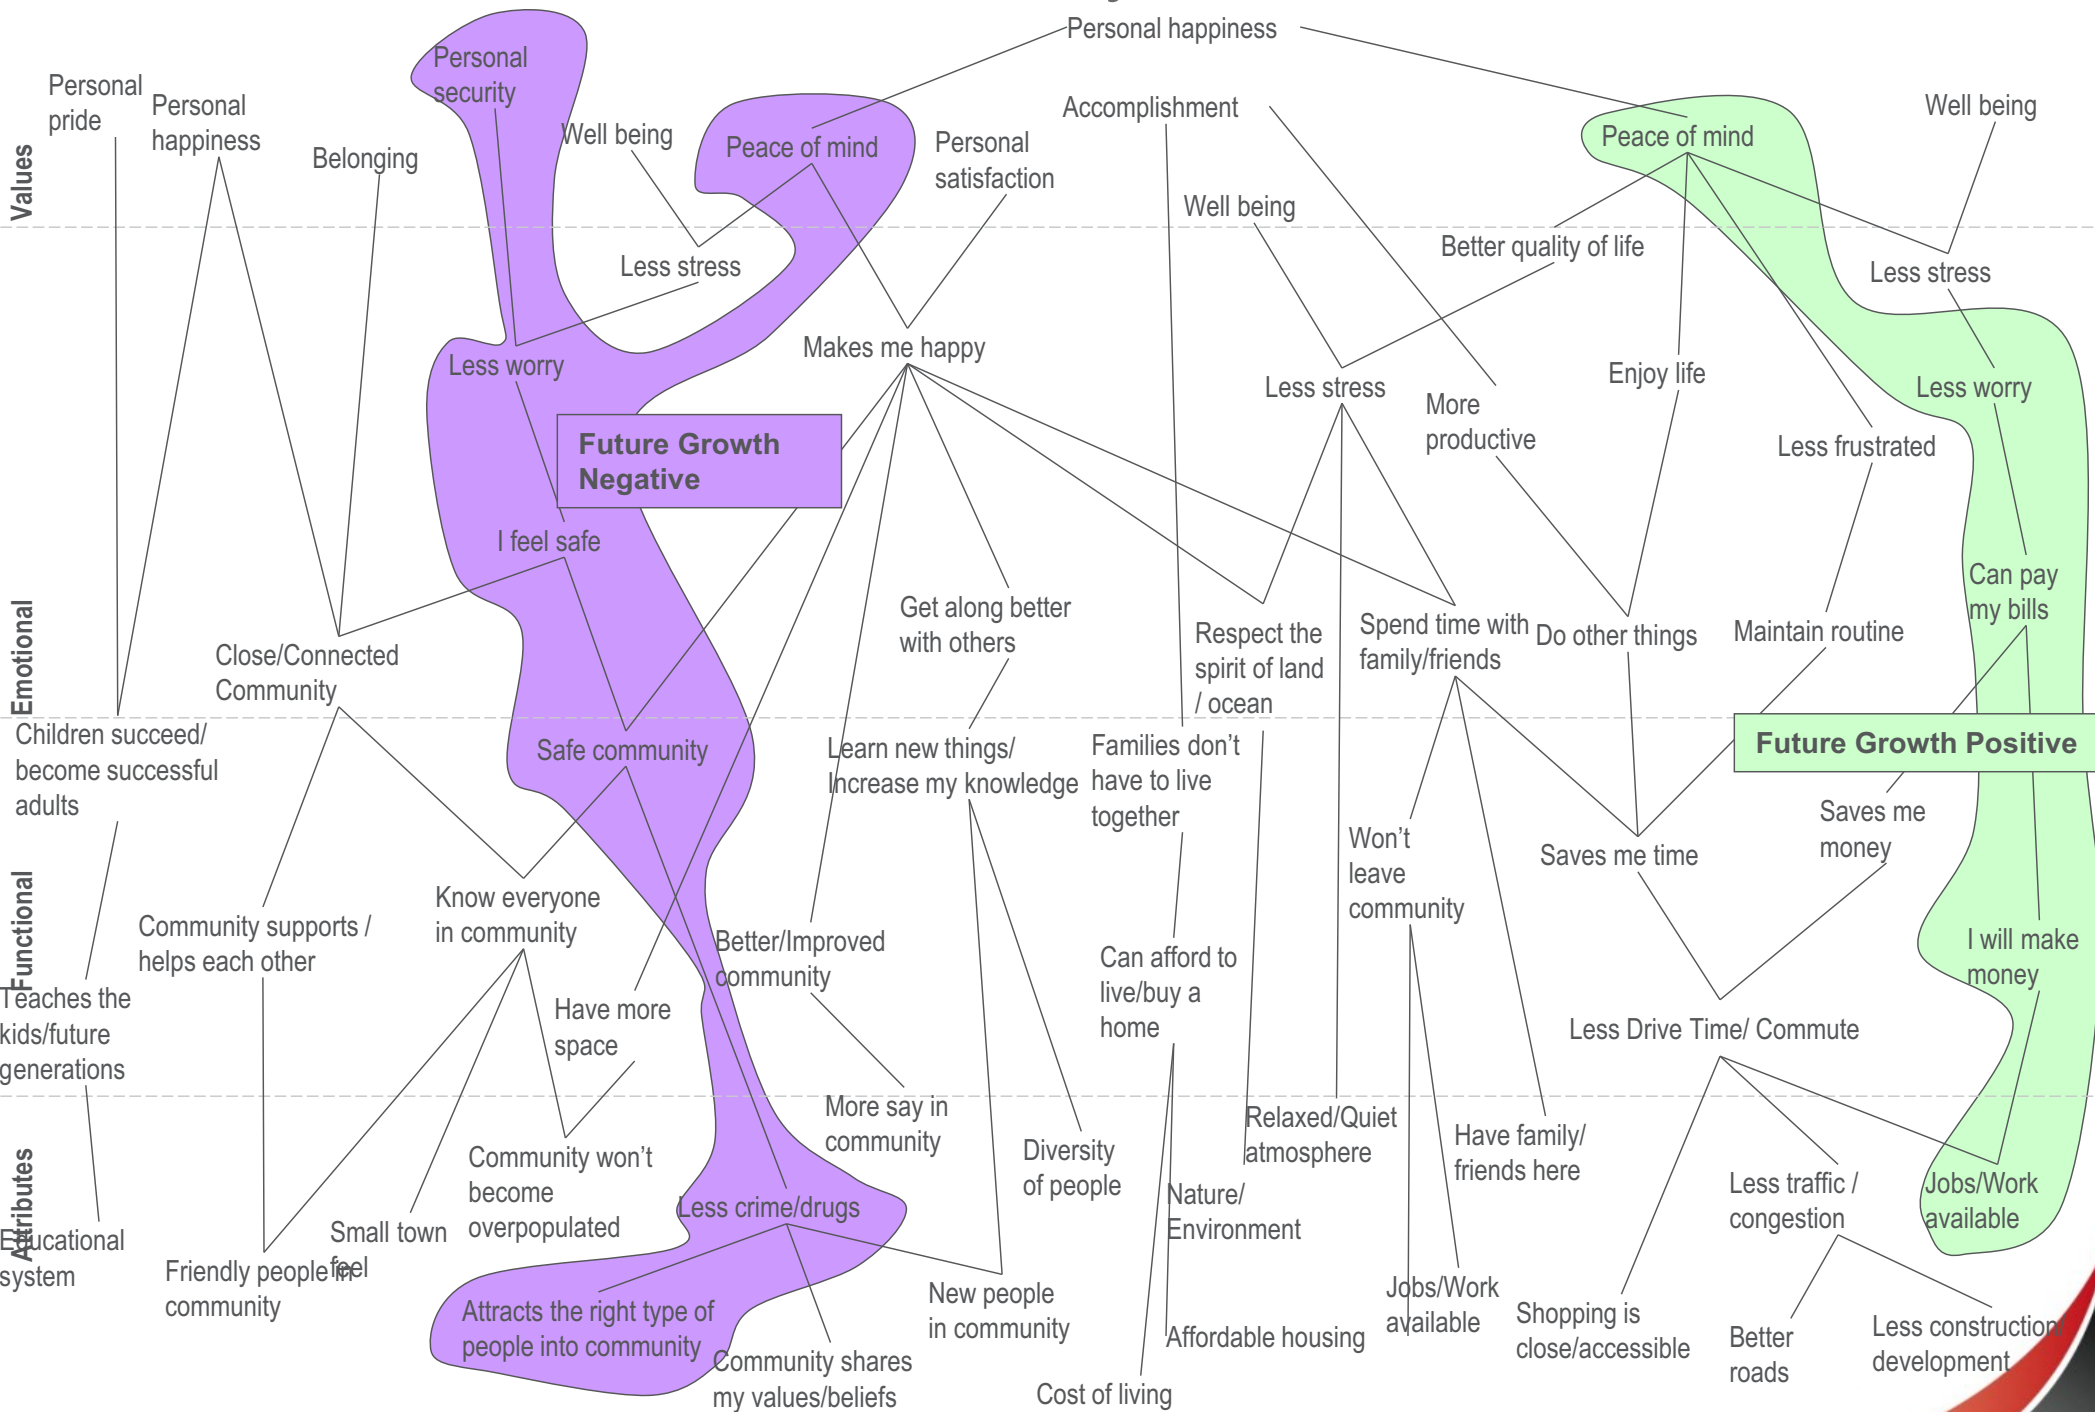 Personal happiness
Personal
security
Personal
pride
Personal
happiness
Belonging
Well being
Peace of mind
Personal
satisfaction
Accomplishment
Well being
Peace of mind
Well being
Values
Less stress
Better quality of life
Less stress
Less worry
Makes me happy
Less stress
More
productive
Enjoy life
Less worry
Less frustrated
Future Growth
Negative
I feel safe
Can pay
my bills
Get along better
with others
Respect the
spirit of land
/ ocean
Spend time with
family/friends
Do other things
Maintain routine
Close/Connected
Community
Emotional
Children succeed/
become successful
adults
Safe community
Learn new things/
Increase my knowledge
Families don’t
have to live
together
Future Growth Positive
Saves me
money
Won’t
leave
community
Saves me time
Know everyone
in community
Community supports /
helps each other
Better/Improved
community
Can afford to
live/buy a
home
I will make
money
Functional
Teaches the
kids/future
generations
Have more
space
Less Drive Time/ Commute
More say in
community
Relaxed/Quiet
atmosphere
Have family/
friends here
Community won’t
become
overpopulated
Diversity
of people
Less crime/drugs
Nature/
Environment
Less traffic /
congestion
Jobs/Work
available
Attributes
Educational
system
Small town
feel
Friendly people in
community
Attracts the right type of
people into community
New people
in community
Jobs/Work
available
Shopping is
close/accessible
Affordable housing
Better
roads
Less construction/
development
Community shares
my values/beliefs
Cost of living